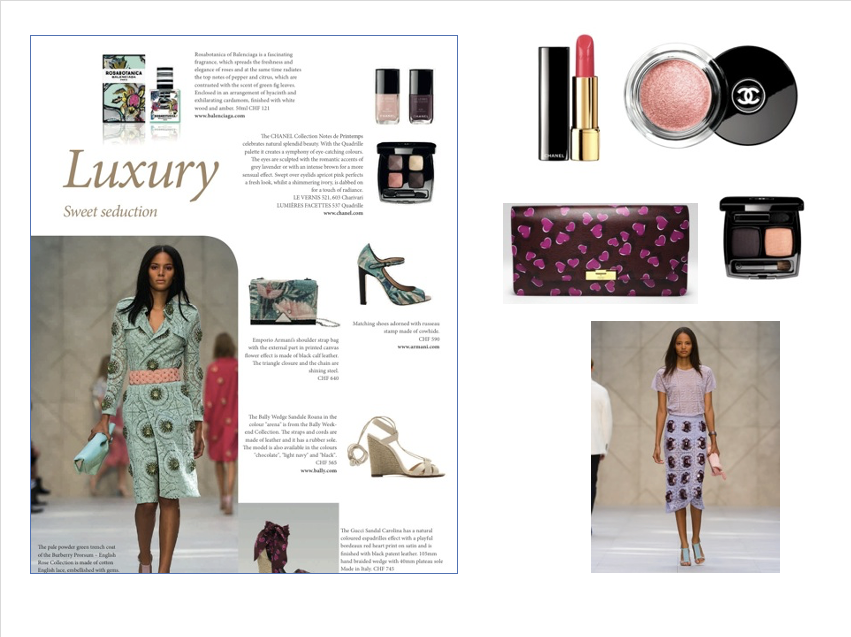 ROSABOTANICA
Rosabotanica of Balenciaga is a fascinating
fragrance, which spreads the freshness and
elegance of roses and at the same time radiates
the top notes of pepper and citrus, which are
contrasted with the scent of green fig leaves.
Enclosed in an arrangement of hyacinth and
exhilarating cardamom, finished with white
wood and amber. 50ml CHF 121
www.balenciaga.com
The CHANEL Collection Notes de Printemps
celebrates natural splendid beauty. With the Quadrille
palette it creates a symphony of eye-catching colours.
The eyes are sculpted with the romantic accents of
grey lavender or with an intense brown for a more
sensual effect. Swept over eyelids apricot pink perfects
a fresh look, whilst a shimmering ivory, is dabbed on
for a touch of radiance.
LE VERNIS 521, 603 Charivari
LUMIÈRES FACETTES 537 Quadrille
www.chanel.com
Luxury
Sweet seduction
Matching shoes adorned with russeau
stamp made of cowhide.
CHF 596
www.armani.com
Emporio Armani's shoulder strap bag
with the external part in printed canvas
flower effect is made of black calf leather.
The triangle closure and the chain are
shining steel.
CHF 640
The Bally Wedge Sandale Rosina in the
colour "arena" is from the Bally Week-
end Collection. The straps and cords are
made of leather and it has a rubber sole.
The model is also available in the colours
"chocolate", "light navy" and "black".
CHF 565
www.bally.com
The Gucci Sandal Carolina has a natural
coloured espadrilles effect with a playful
bordeaux red heart print on satin and is
finished with black patent leather. 105mm
hand braided wedge with 40mm plateau sole
Made in Italy. CHF 745
The pale powder green trench coat
of the Burberry Prorsum - English
Rose Collection is made of cotton
English lace, embellished with gems.
CHANEL